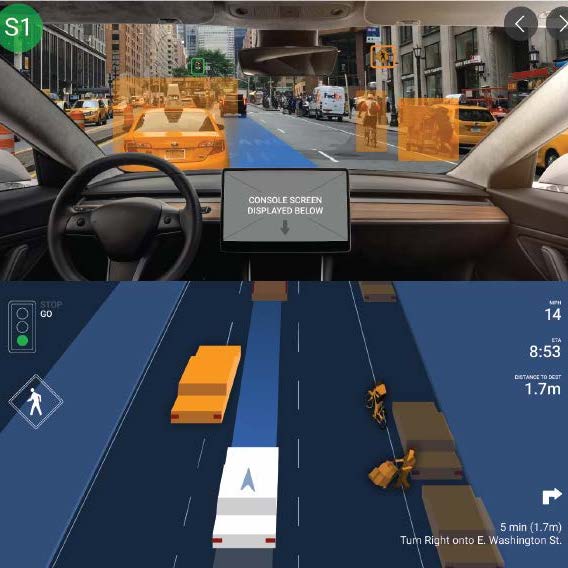 S1
FedEx
CONSOLE SCREEN
DISPLAYED BELOW
STOP
GO
MPH
14
ETA
8:53
DISTANCE TO DEST
1.7m
5 min (1.7m)
Turn Right onto E. Washington St.